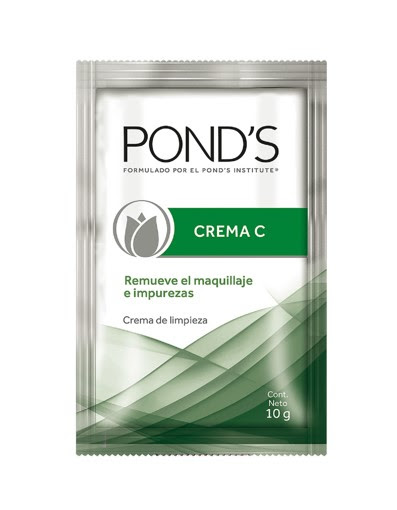 POND'S
FORMULADO POR EL POND'S INSTITUTE®
CREMA C
Remueve el maquillaje
e impurezas
Crema de limpieza
Cont.
Neto
10 g